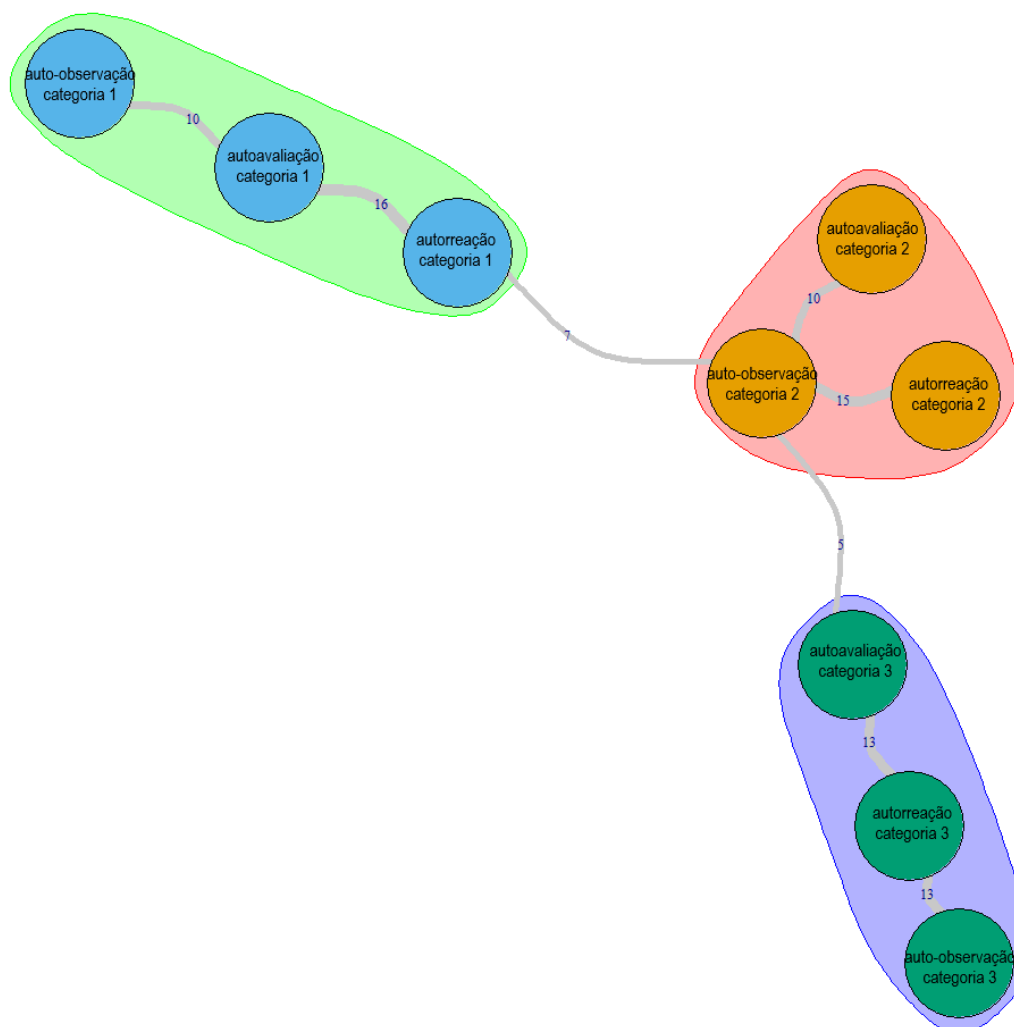 auto-observação
categoria 1
10
autoavaliação
categoria 1
16
autorreação
categoria 1
7
autoavaliação
categoria 2
10
auto-observação
categoria 2
15
autorreação
categoria 2
5
autoavaliação
categoria 3
13
autorreação
categoria 3
13
auto-observação
categoria 3